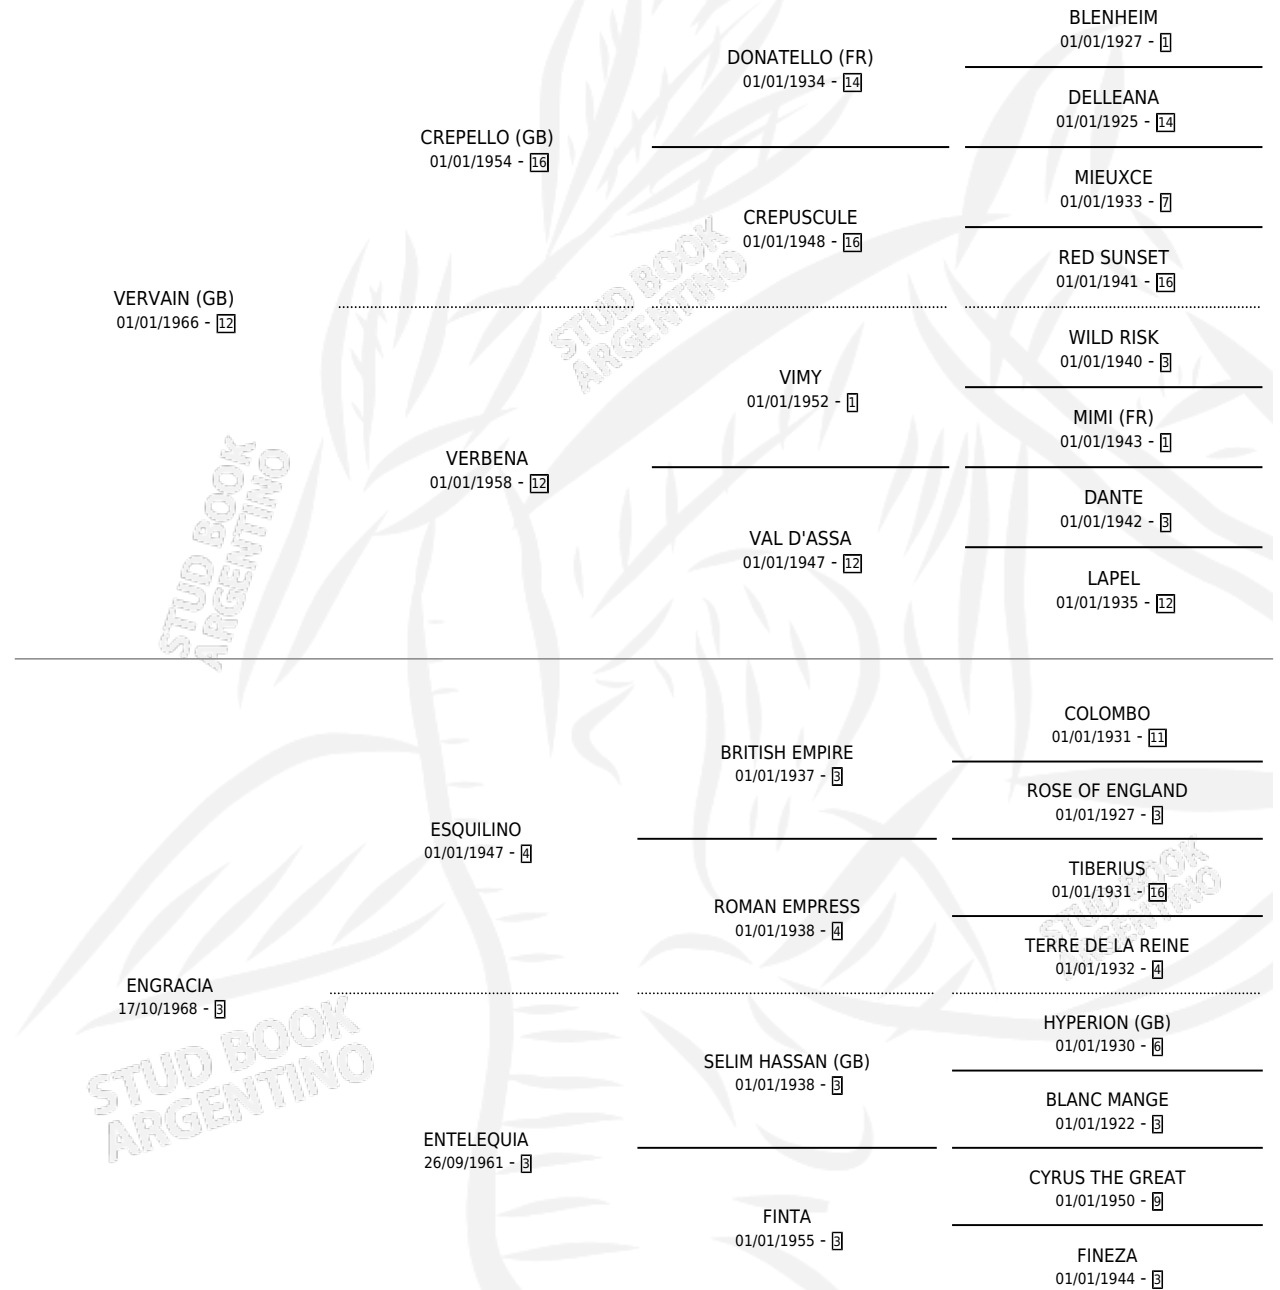 BLENHEIM
01/01/1927 - 1
DONATELLO (FR)
01/01/1934 - 14
DELLEANA
01/01/1925 - 14
CREPELLO (GB)
01/01/1954 - 16
MIEUXCE
01/01/1933 - 7
CREPUSCULE
01/01/1948 - 16
RED SUNSET
01/01/1941 - 16
VERVAIN (GB)
01/01/1966 - 12
STUD BOOK
ARGENTINO
WILD RISK
01/01/1940 - 3
VIMY
01/01/1952 - 1
MIMI (FR)
01/01/1943 - 1
VERBENA
01/01/1958 - 12
DANTE
01/01/1942 - 3
VAL D'ASSA
01/01/1947 - 12
LAPEL
01/01/1935 - 12
STUD BOOK
ARGENTINO
COLOMBO
01/01/1931 - 11
BRITISH EMPIRE
01/01/1937 - 3
ROSE OF ENGLAND
01/01/1927 - 3
ESQUILINO
01/01/1947 - 4
TIBERIUS
01/01/1931 - 16
ROMAN EMPRESS
01/01/1938 - 4
STUD BOOK
ARGENTINO
TERRE DE LA REINE
01/01/1932 - 4
ENGRACIA
17/10/1968 - 3
HYPERION (GB)
01/01/1930 - 6
STUD BOOK
ARGENTINO
SELIM HASSAN (GB)
01/01/1938 - 3
BLANC MANGE
01/01/1922 - 3
ENTELEQUIA
26/09/1961 - 3
CYRUS THE GREAT
01/01/1950 - 9
FINTA
01/01/1955 - 3
FINEZA
01/01/1944 - 3